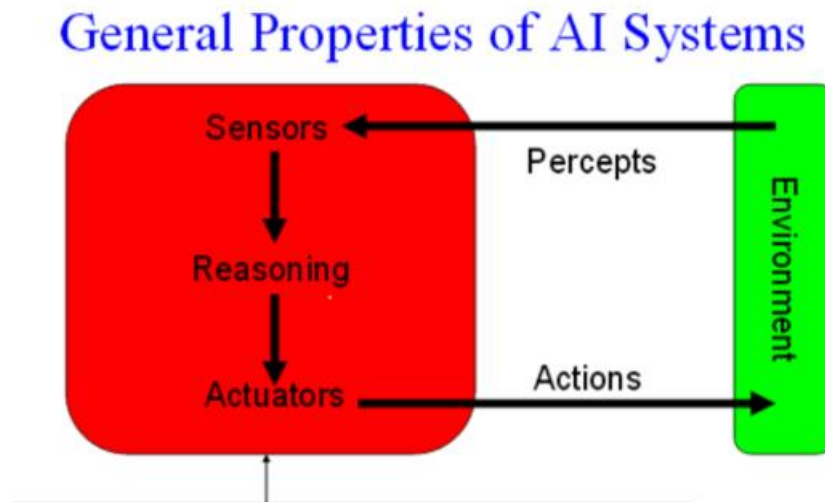 General Properties of AI Systems
Sensors
Percepts
Environment
Reasoning
Actions
Actuators